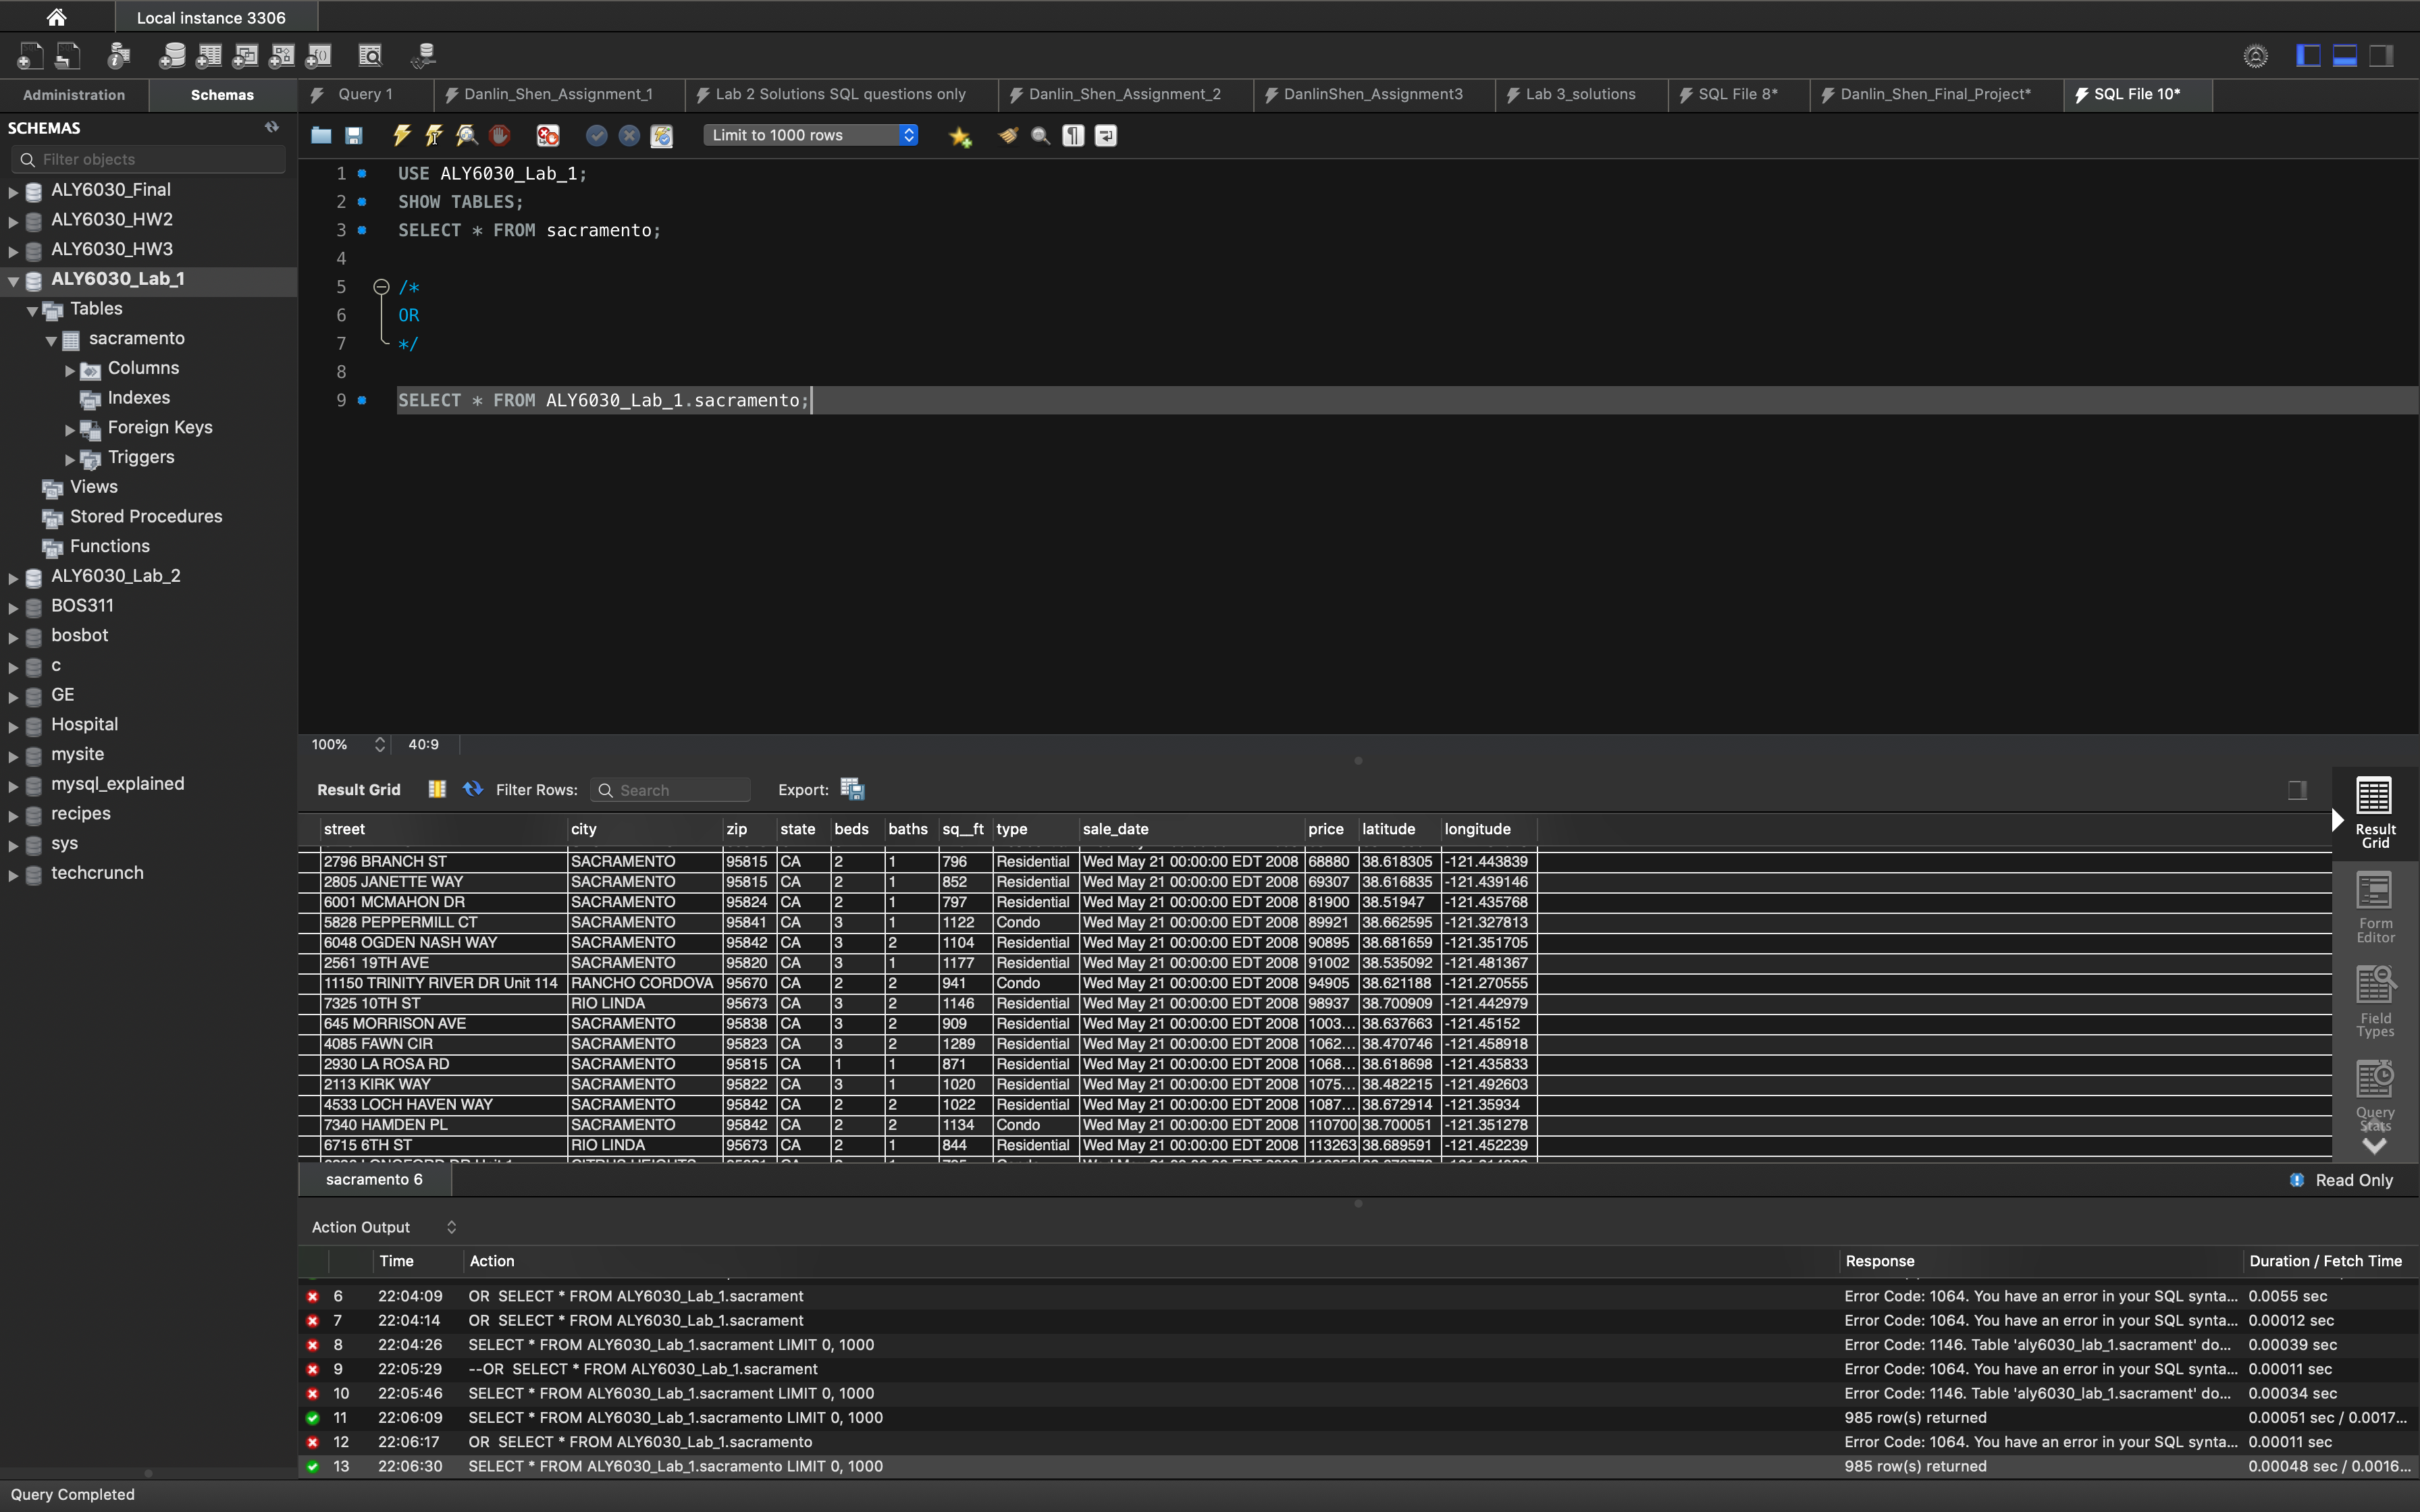 Local instance 3306
Administration Schemas Query 1 Danlin_Shen_Assignment_1 Lab 2 Solutions SQL questions only Danlin_Shen_Assignment_2 DanlinShen_Assignment3 Lab 3_solutions SQL File 8* Danlin_Shen_Final_Project* SQL File 10*
SCHEMAS
Filter objects
ALY6030_Final
ALY6030_HW2
ALY6030_HW3
ALY6030_Lab_1
Tables
sacramento
Columns
Indexes
Foreign Keys
Triggers
Views
Stored Procedures
Functions
ALY6030_Lab_2
BOS311
bosbot
c
GE
Hospital
mysite
mysql_explained
recipes
sys
techcrunch
Limit to 1000 rows
1 USE ALY6030_Lab_1;
2 SHOW TABLES;
3 SELECT * FROM sacramento;
4
5 /*
6 OR
7 */
8
9 SELECT * FROM ALY6030_Lab_1.sacramento;
100% 40:9
Result Grid Filter Rows: Search Export:
street city zip state beds baths sq__ft type sale_date price latitude longitude
2796 BRANCH ST SACRAMENTO 95815 CA 2 1 796 Residential Wed May 21 00:00:00 EDT 2008 68880 38.618305 -121.443839
2805 JANETTE WAY SACRAMENTO 95815 CA 2 1 852 Residential Wed May 21 00:00:00 EDT 2008 69307 38.616835 -121.439146
6001 MCMAHON DR SACRAMENTO 95824 CA 2 1 797 Residential Wed May 21 00:00:00 EDT 2008 81900 38.51947 -121.435768
5828 PEPPERMILL CT SACRAMENTO 95841 CA 3 1 1122 Condo Wed May 21 00:00:00 EDT 2008 89921 38.662595 -121.327813
6048 OGDEN NASH WAY SACRAMENTO 95842 CA 3 2 1104 Residential Wed May 21 00:00:00 EDT 2008 90895 38.681659 -121.351705
2561 19TH AVE SACRAMENTO 95820 CA 3 1 1177 Residential Wed May 21 00:00:00 EDT 2008 91002 38.535092 -121.481367
11150 TRINITY RIVER DR Unit 114 RANCHO CORDOVA 95670 CA 2 2 941 Condo Wed May 21 00:00:00 EDT 2008 94905 38.621188 -121.270555
7325 10TH ST RIO LINDA 95673 CA 3 2 1146 Residential Wed May 21 00:00:00 EDT 2008 98937 38.700909 -121.442979
645 MORRISON AVE SACRAMENTO 95838 CA 3 2 909 Residential Wed May 21 00:00:00 EDT 2008 1003... 38.637663 -121.45152
4085 FAWN CIR SACRAMENTO 95823 CA 3 2 1289 Residential Wed May 21 00:00:00 EDT 2008 1062... 38.470746 -121.458918
2930 LA ROSA RD SACRAMENTO 95815 CA 1 1 871 Residential Wed May 21 00:00:00 EDT 2008 1068... 38.618698 -121.435833
2113 KIRK WAY SACRAMENTO 95822 CA 3 1 1020 Residential Wed May 21 00:00:00 EDT 2008 1075... 38.482215 -121.492603
4533 LOCH HAVEN WAY SACRAMENTO 95842 CA 2 2 1022 Residential Wed May 21 00:00:00 EDT 2008 1087... 38.672914 -121.35934
7340 HAMDEN PL SACRAMENTO 95842 CA 2 2 1134 Condo Wed May 21 00:00:00 EDT 2008 110700 38.700051 -121.351278
6715 6TH ST RIO LINDA 95673 CA 2 1 844 Residential Wed May 21 00:00:00 EDT 2008 113263 38.689591 -121.452239
Result
Grid
Form
Editor
Field
Types
Query
Stats
sacramento 6 Read Only
Action Output
Time Action Response Duration / Fetch Time
6 22:04:09 OR SELECT * FROM ALY6030_Lab_1.sacrament Error Code: 1064. You have an error in your SQL synta... 0.0055 sec
7 22:04:14 OR SELECT * FROM ALY6030_Lab_1.sacrament Error Code: 1064. You have an error in your SQL synta... 0.00012 sec
8 22:04:26 SELECT * FROM ALY6030_Lab_1.sacrament LIMIT 0, 1000 Error Code: 1146. Table 'aly6030_lab_1.sacrament' do... 0.00039 sec
9 22:05:29 --OR SELECT * FROM ALY6030_Lab_1.sacrament Error Code: 1064. You have an error in your SQL synta... 0.00011 sec
10 22:05:46 SELECT * FROM ALY6030_Lab_1.sacrament LIMIT 0, 1000 Error Code: 1146. Table 'aly6030_lab_1.sacrament' do... 0.00034 sec
11 22:06:09 SELECT * FROM ALY6030_Lab_1.sacramento LIMIT 0, 1000 985 row(s) returned 0.00051 sec / 0.0017...
12 22:06:17 OR SELECT * FROM ALY6030_Lab_1.sacramento Error Code: 1064. You have an error in your SQL synta... 0.00011 sec
13 22:06:30 SELECT * FROM ALY6030_Lab_1.sacramento LIMIT 0, 1000 985 row(s) returned 0.00048 sec / 0.0016...
Query Completed